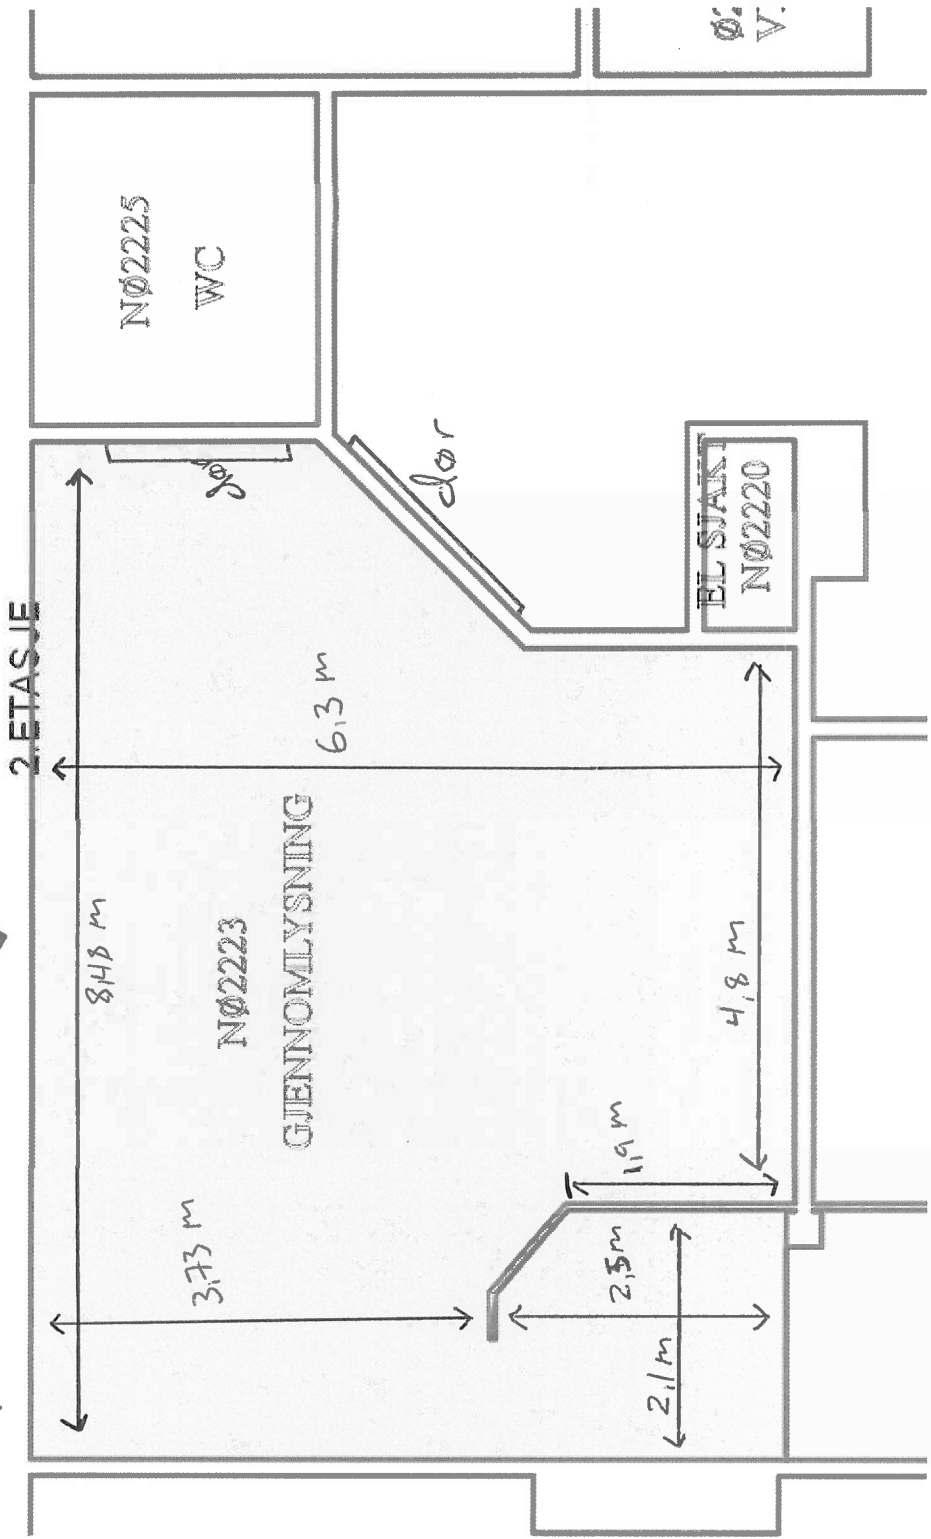 2.ETASJE
NØ2225
WC
dør
dør
EL SJAKT
NØ2220
8,48 m
6,3 m
NØ2223
GJENNOMLYSNING
4,8 m
1,9 m
3,73 m
2,5m
2,1m